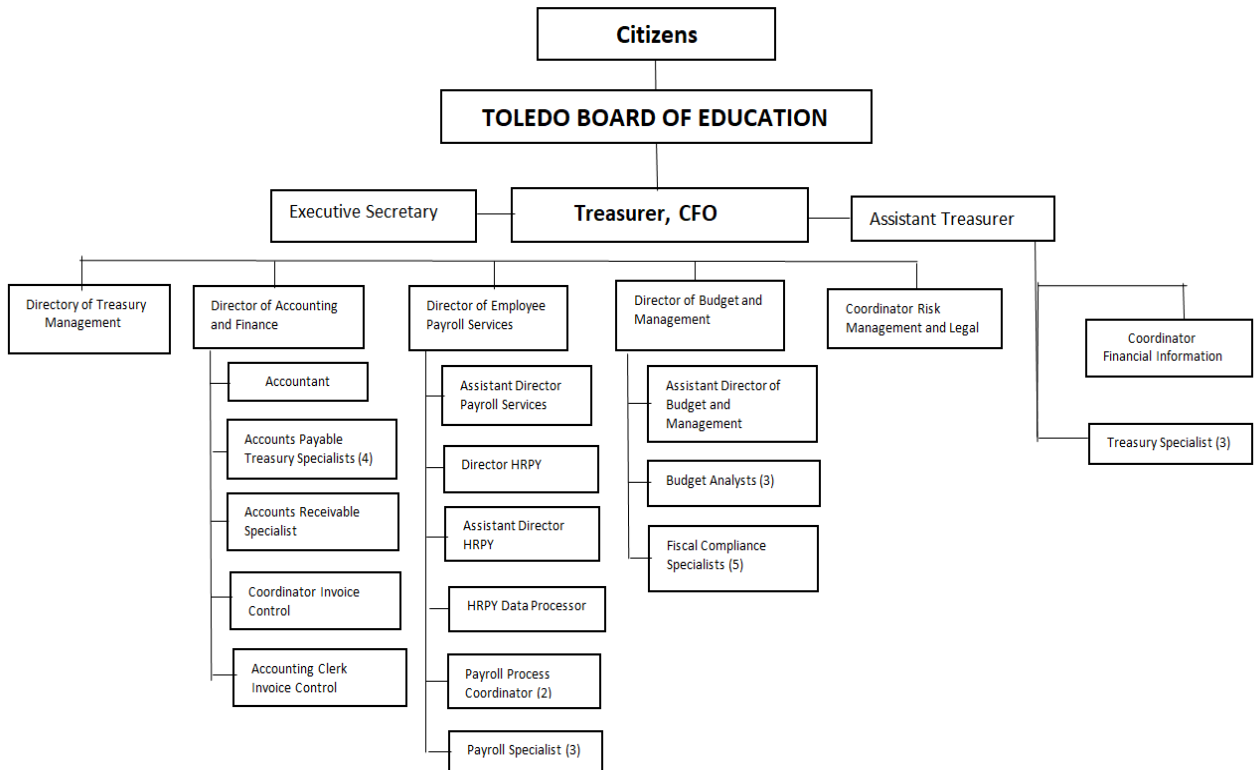 Citizens
TOLEDO BOARD OF EDUCATION
Executive Secretary
Treasurer, CFO
Assistant Treasurer
Directory of Treasury
Management
Director of Accounting
and Finance
Director of Employee
Payroll Services
Director of Budget and
Management
Coordinator Risk
Management and Legal
Coordinator
Financial Information
Accountant
Accounts Payable
Treasury Specialists (4)
Accounts Receivable
Specialist
Coordinator Invoice
Control
Accounting Clerk
Invoice Control
Assistant Director
Payroll Services
Director HRPY
Assistant Director
HRPY
HRPY Data Processor
Payroll Process
Coordinator (2)
Payroll Specialist (3)
Assistant Director of
Budget and
Management
Budget Analysts (3)
Fiscal Compliance
Specialists (5)
Treasury Specialist (3)